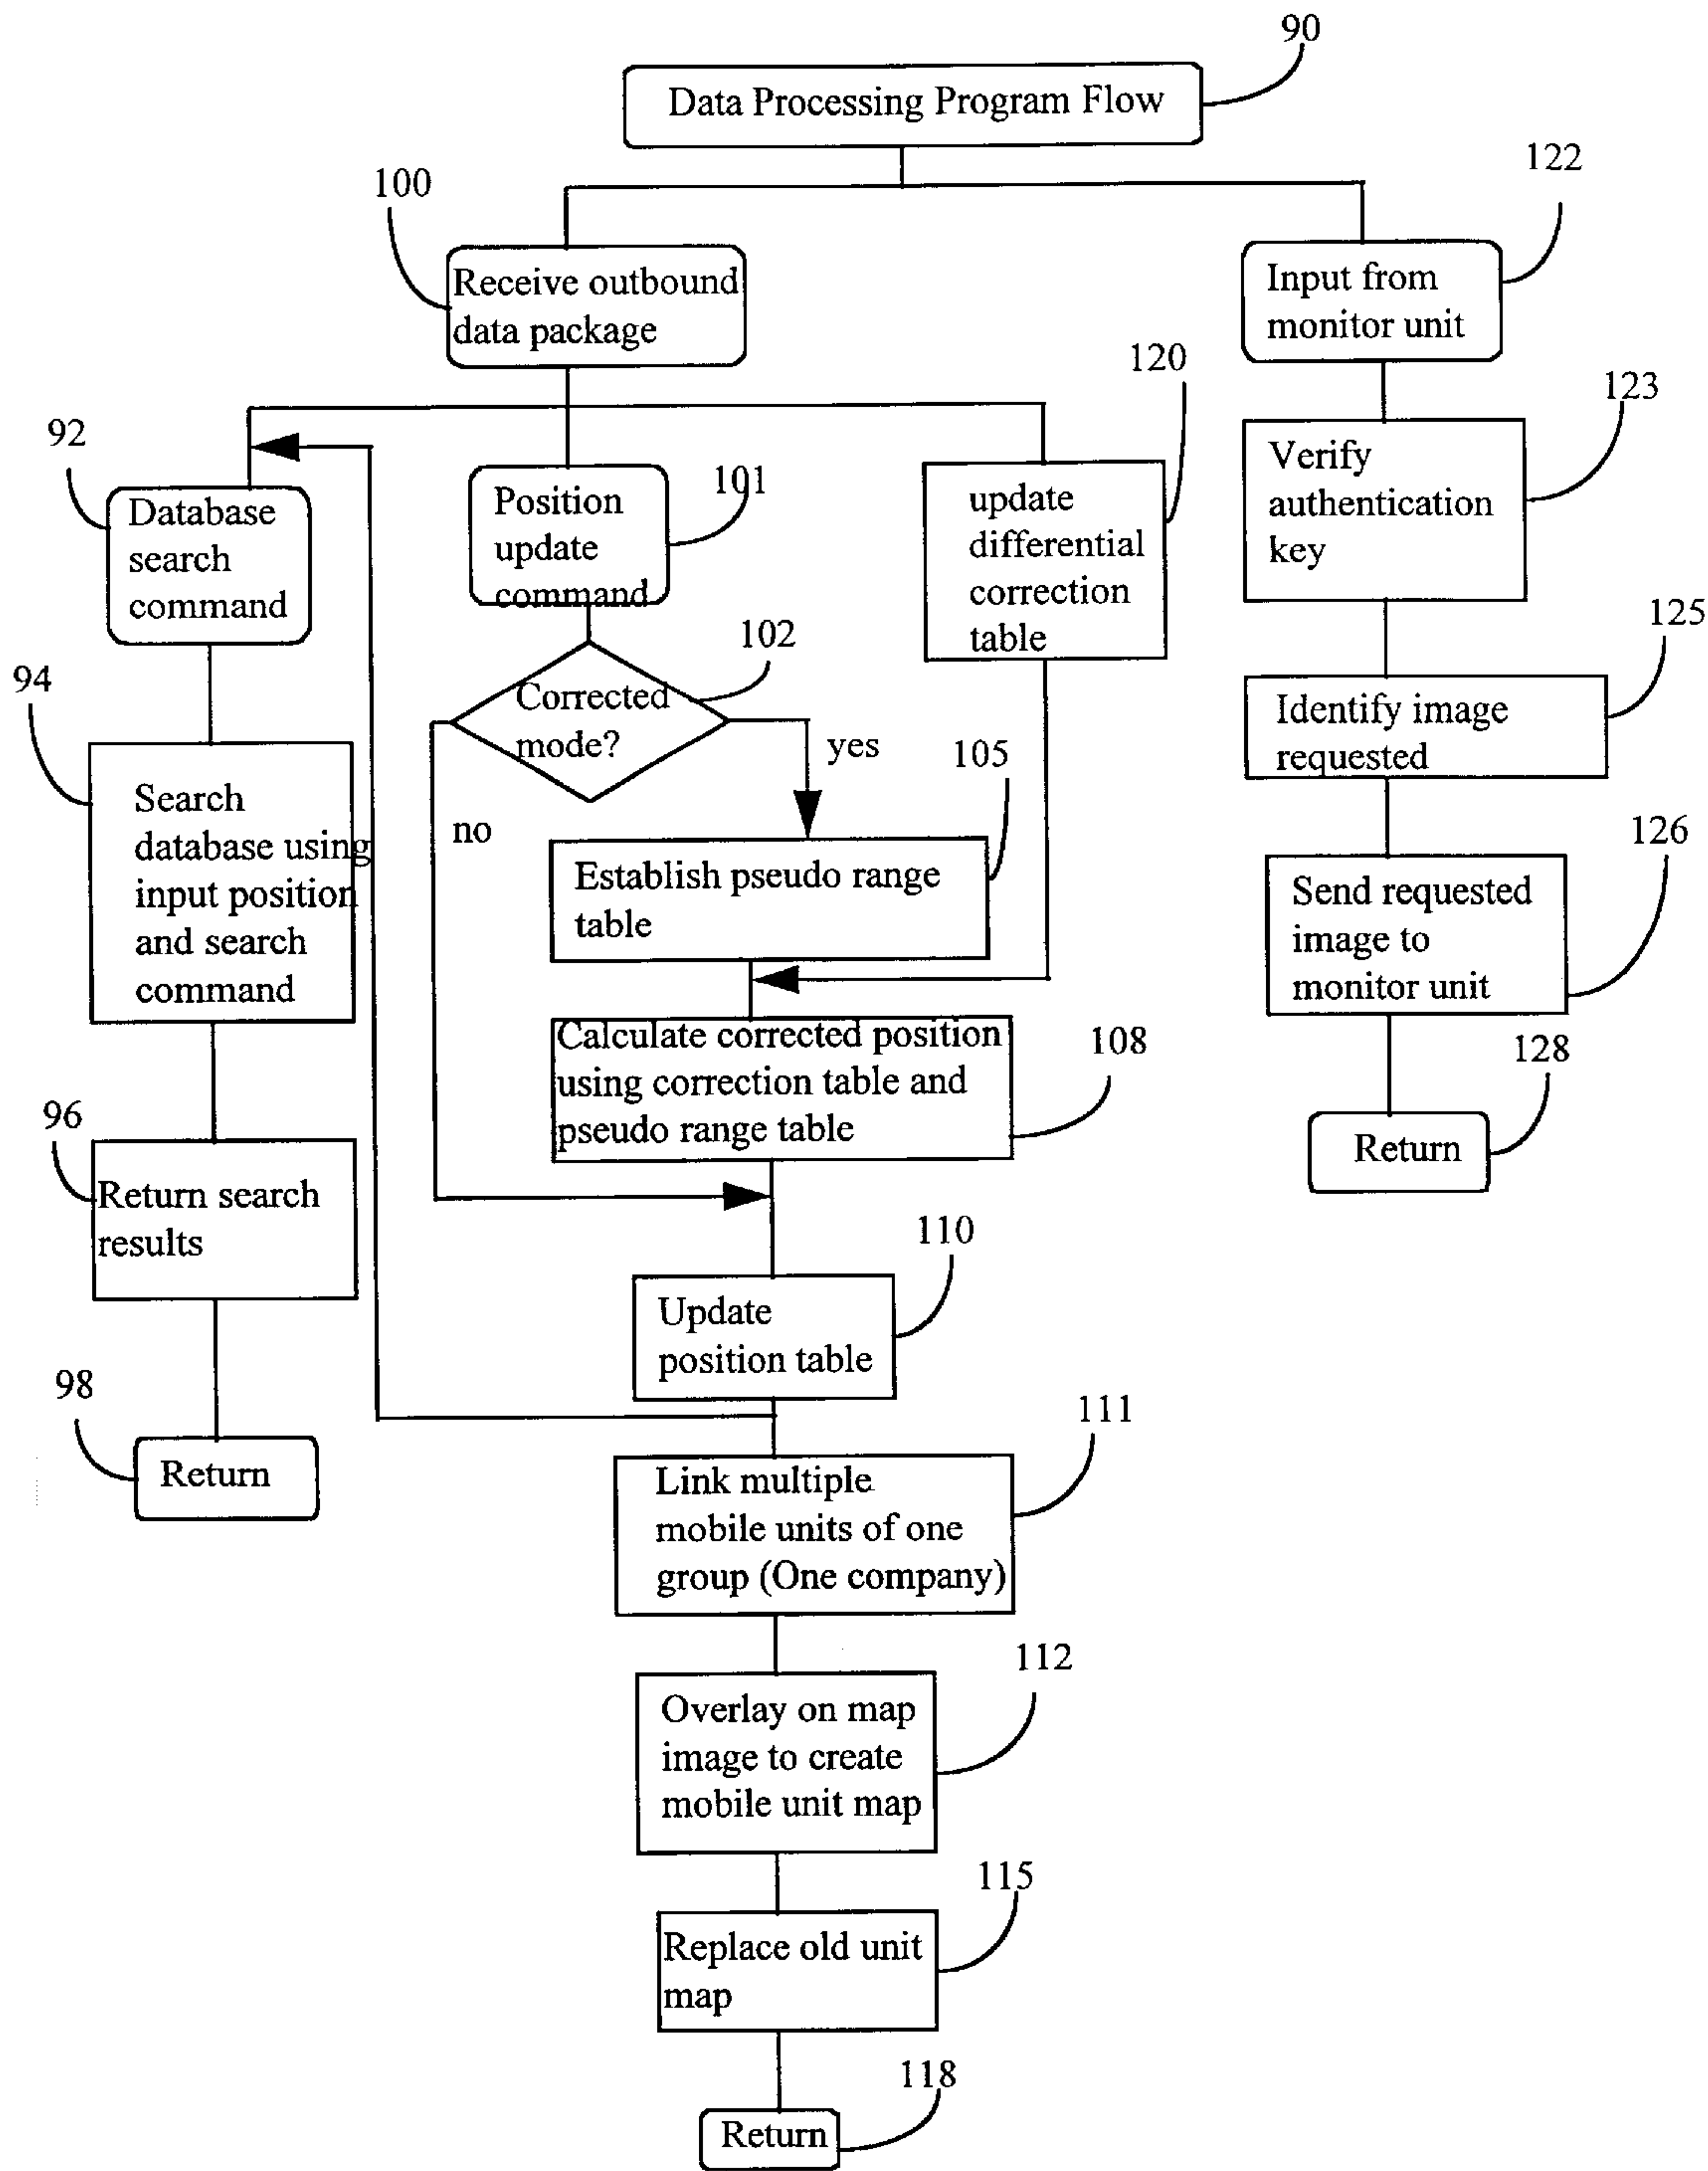 90
Data Processing Program Flow
100
122
Receive outbound
data package
Input from
monitor unit
120
123
92
101
Database
search
command
Position
update
command
update
differential
correction
table
Verify
authentication
key
102
125
94
Corrected
mode?
yes
no
105
Identify image
requested
126
Search
database using
input position
and search
command
Establish pseudo range
table
Send requested
image to
monitor unit
108
128
Calculate corrected position
using correction table and
pseudo range table
96
Return
Return search
results
110
Update
position table
98
111
Return
Link multiple
mobile units of one
group (One company)
112
Overlay on map
image to create
mobile unit map
115
Replace old unit
map
118
Return